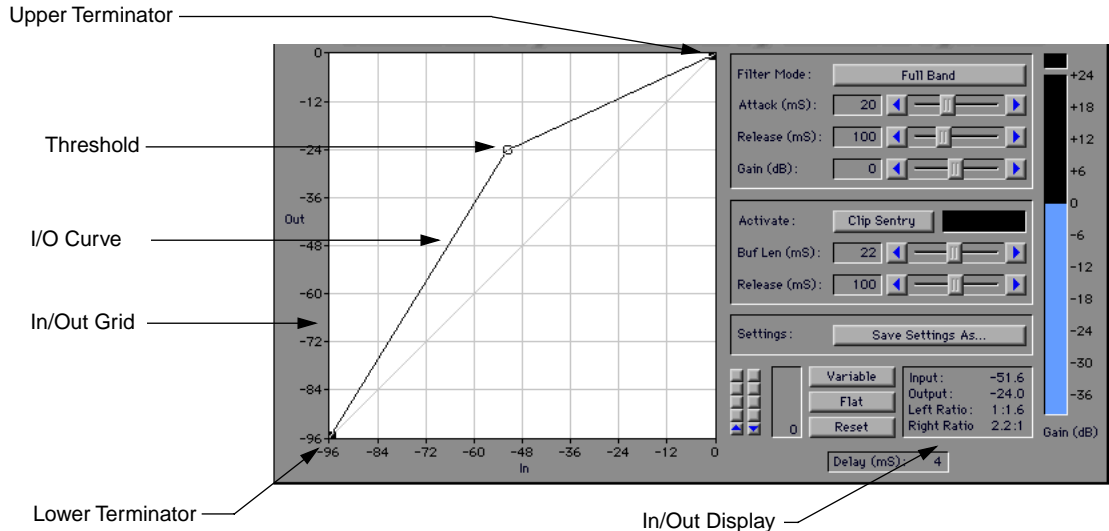 Upper Terminator
Threshold
I/O Curve
In/Out Grid
Lower Terminator
In/Out Display
0
-12
-24
-36
Out
-48
-60
-72
-84
-96
-96 -84 -72 -60 -48 -36 -24 -12 0
In
Filter Mode: Full Band
Attack (mS): 20
Release (mS): 100
Gain (dB): 0
Activate: Clip Sentry
Buf Len (mS): 22
Release (mS): 100
Settings: Save Settings As...
0
Variable
Flat
Reset
Input: -51.6
Output: -24.0
Left Ratio: 1:1.6
Right Ratio 2.2:1
Delay (mS): 4
+24
+18
+12
+6
0
-6
-12
-18
-24
-30
-36
Gain (dB)